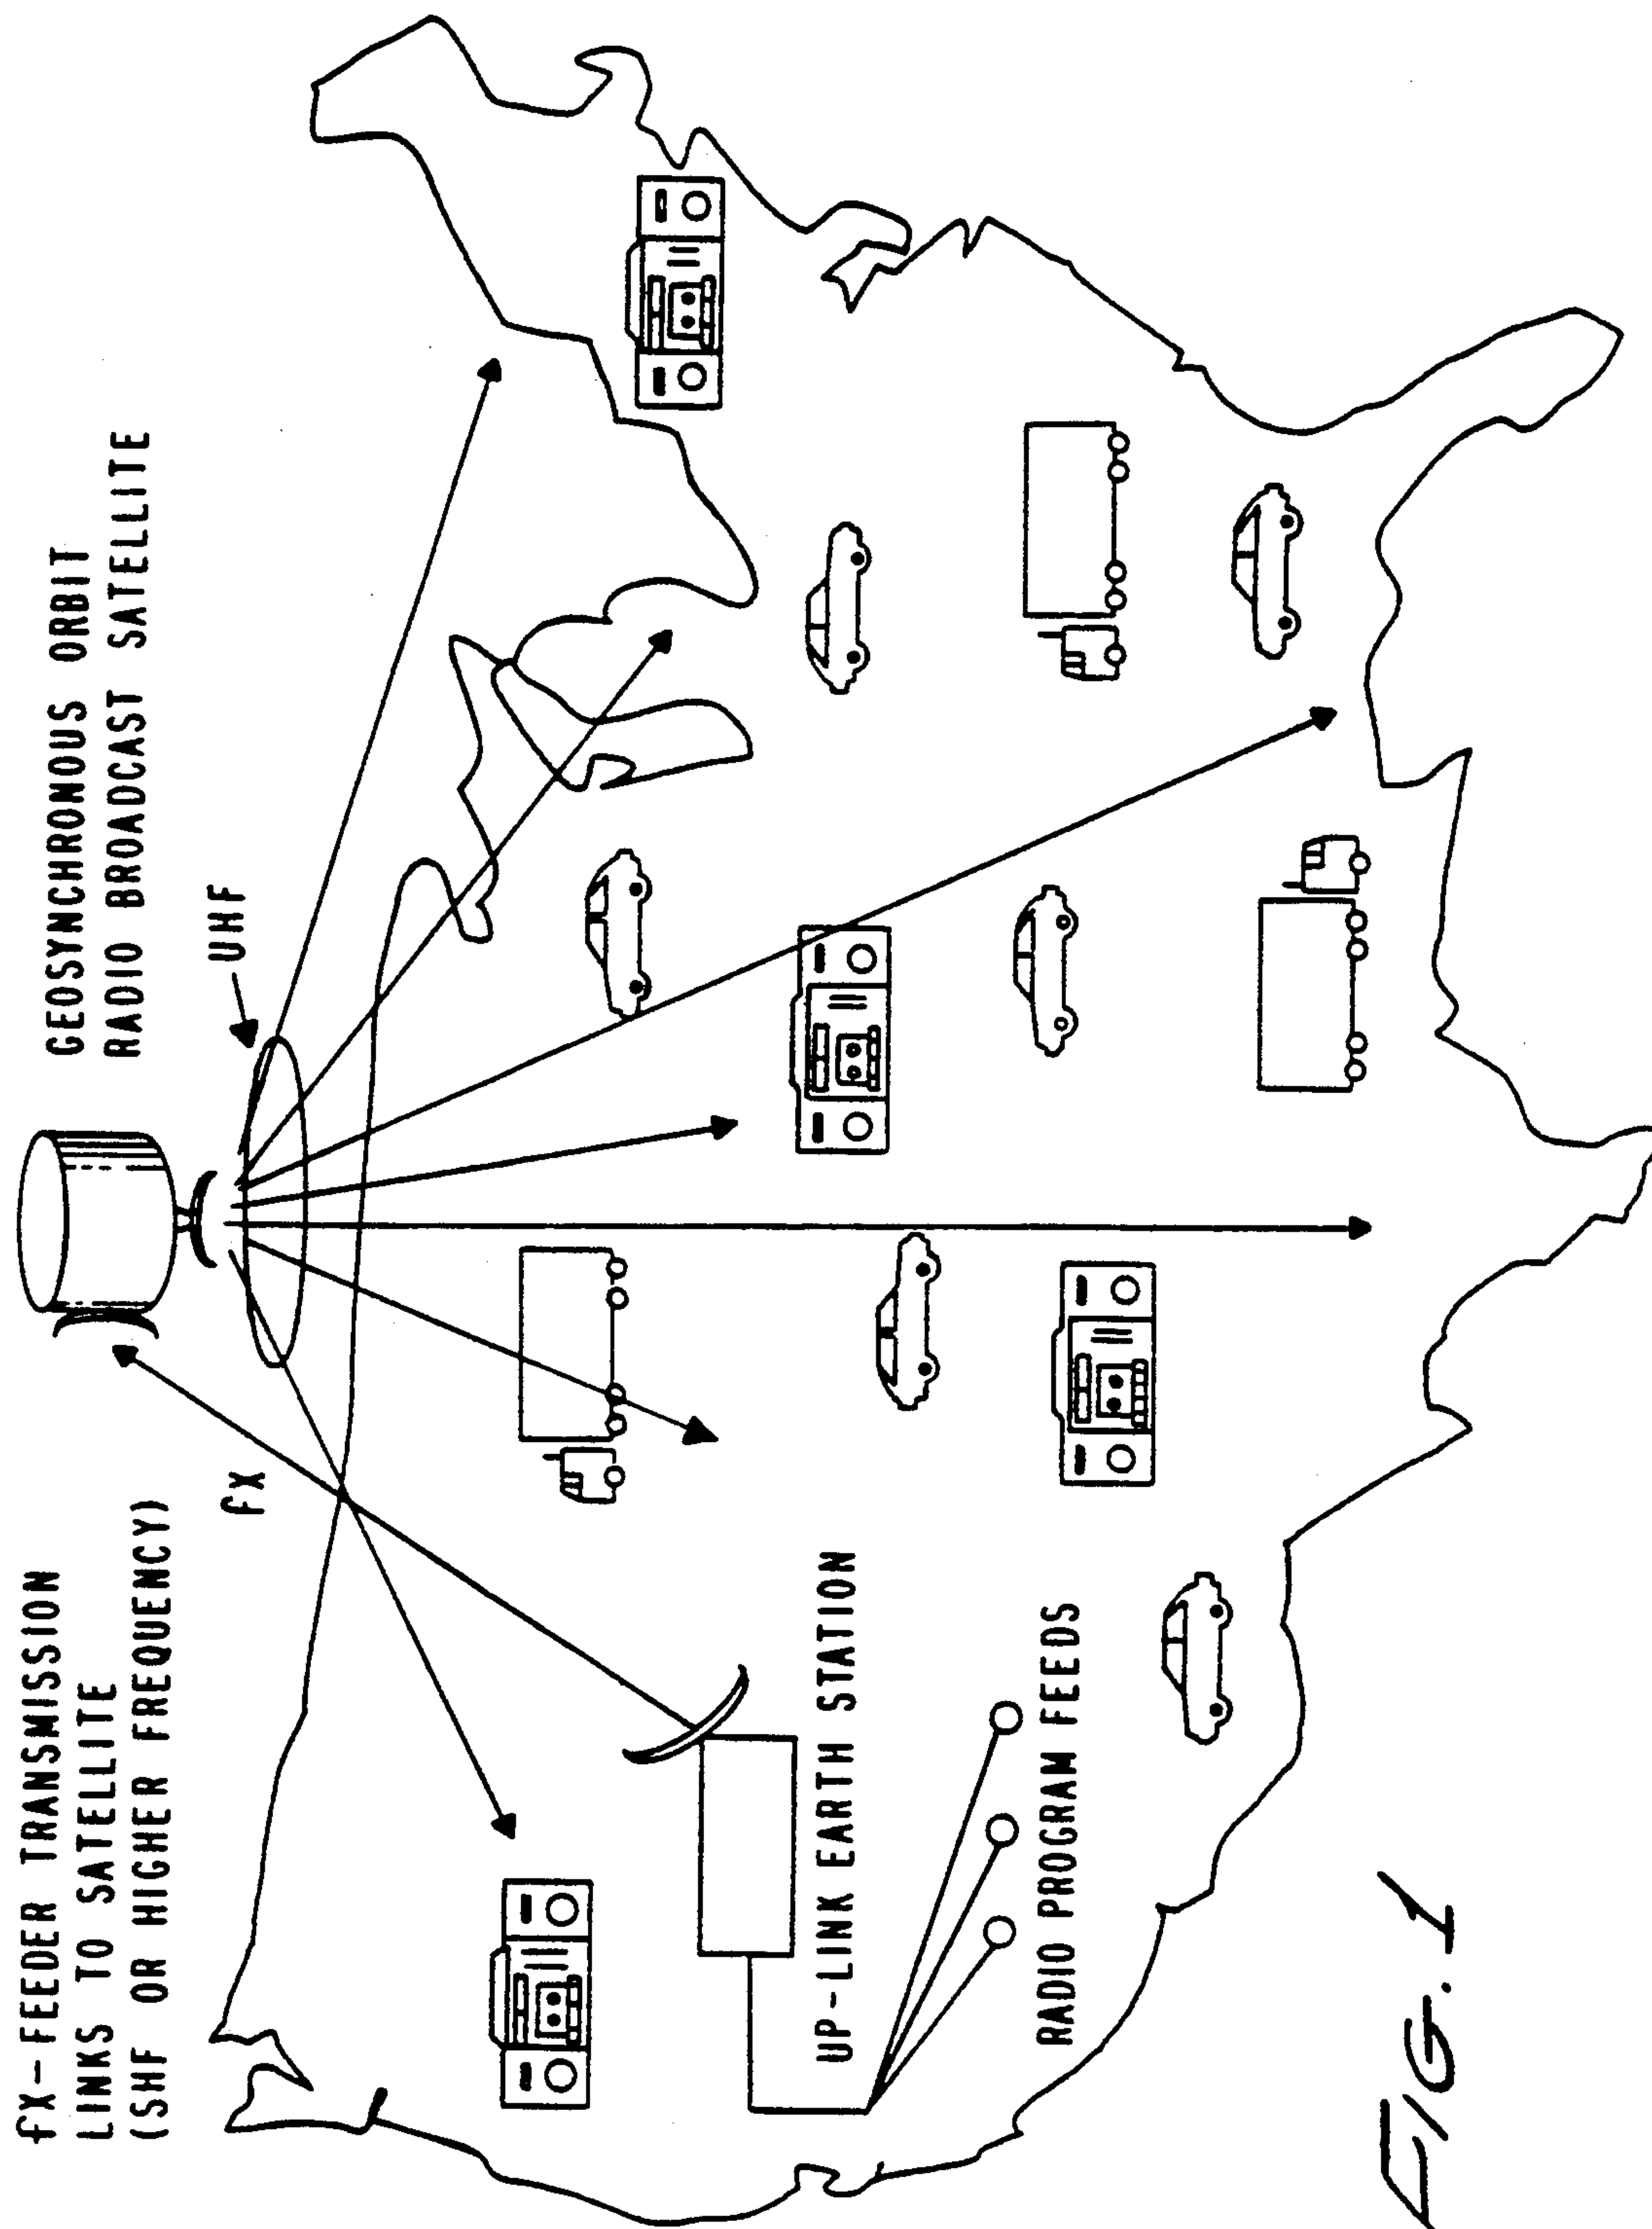 fX-FEEDER TRANSMISSION
LINKS TO SATELLITE
(SHF OR HIGHER FREQUENCY)
GEOSYNCHRONOUS ORBIT
RADIO BROADCAST SATELLITE
fX
UHF
UP-LINK EARTH STATION
RADIO PROGRAM FEEDS
FIG. 1